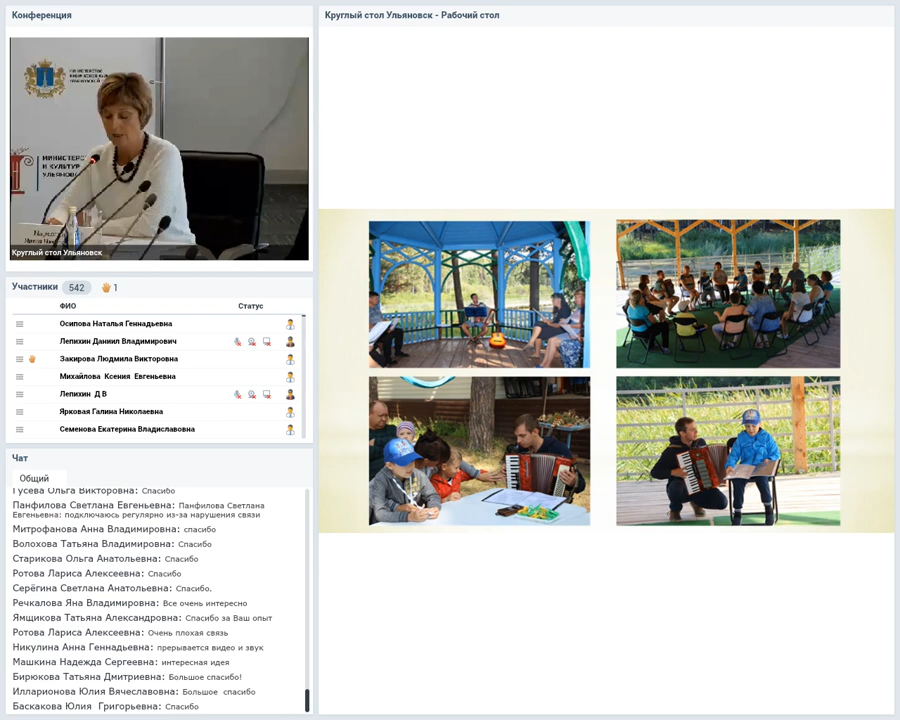 Конференция
МИНИСТЕРС
И КУЛЬТУР
УЛЬЯНОВС
Круглый стол Ульяновск
Участники 542 1
ФИО Статус
Осипова Наталья Геннадьевна
Лепихин Даниил Владимирович
Закирова Людмила Викторовна
Михайлова Ксения Евгеньевна
Лепихин Д В
Ярковая Галина Николаевна
Семенова Екатерина Владиславовна
Чат
Общий
Гусева Ольга Викторовна: Спасибо
Панфилова Светлана Евгеньевна: Панфилова Светлана
Евгеньевна: подключаюсь регулярно из-за нарушения связи
Митрофанова Анна Владимировна: спасибо
Волохова Татьяна Владимировна: Спасибо
Старикова Ольга Анатольевна: Спасибо
Ротова Лариса Алексеевна: Спасибо
Серёгина Светлана Анатольевна: Спасибо.
Речкалова Яна Владимировна: Все очень интересно
Ямщикова Татьяна Александровна: Спасибо за Ваш опыт
Ротова Лариса Алексеевна: Очень плохая связь
Никулина Анна Геннадьевна: прерывается видео и звук
Машкина Надежда Сергеевна: интересная идея
Бирюкова Татьяна Дмитриевна: Большое спасибо!
Илларионова Юлия Вячеславовна: Большое спасибо
Баскакова Юлия Григорьевна: Спасибо
Круглый стол Ульяновск - Рабочий стол